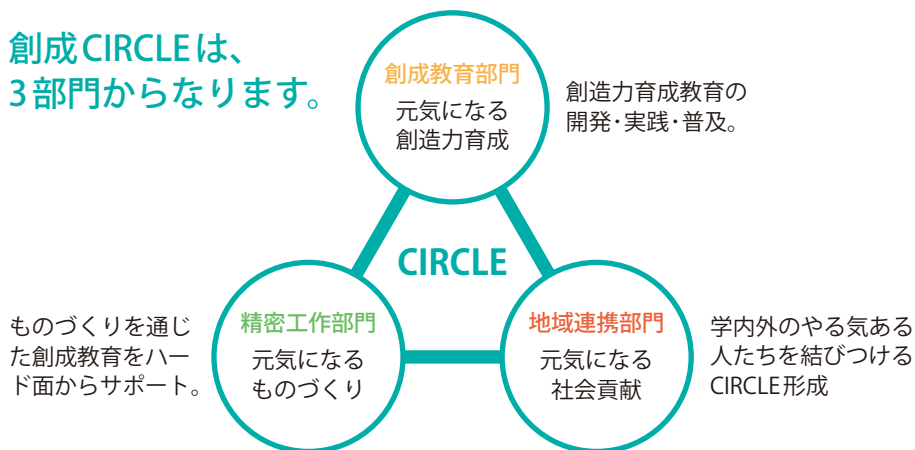 創成CIRCLEは、
3部門からなります。
創成教育部門
元気になる
創造力育成
創造力育成教育の
開発・実践・普及。
CIRCLE
ものづくりを通じ
た創成教育をハー
ド面からサポート。
精密工作部門
元気になる
ものづくり
地域連携部門
元気になる
社会貢献
学内外のやる気ある
人たちを結びつける
CIRCLE形成